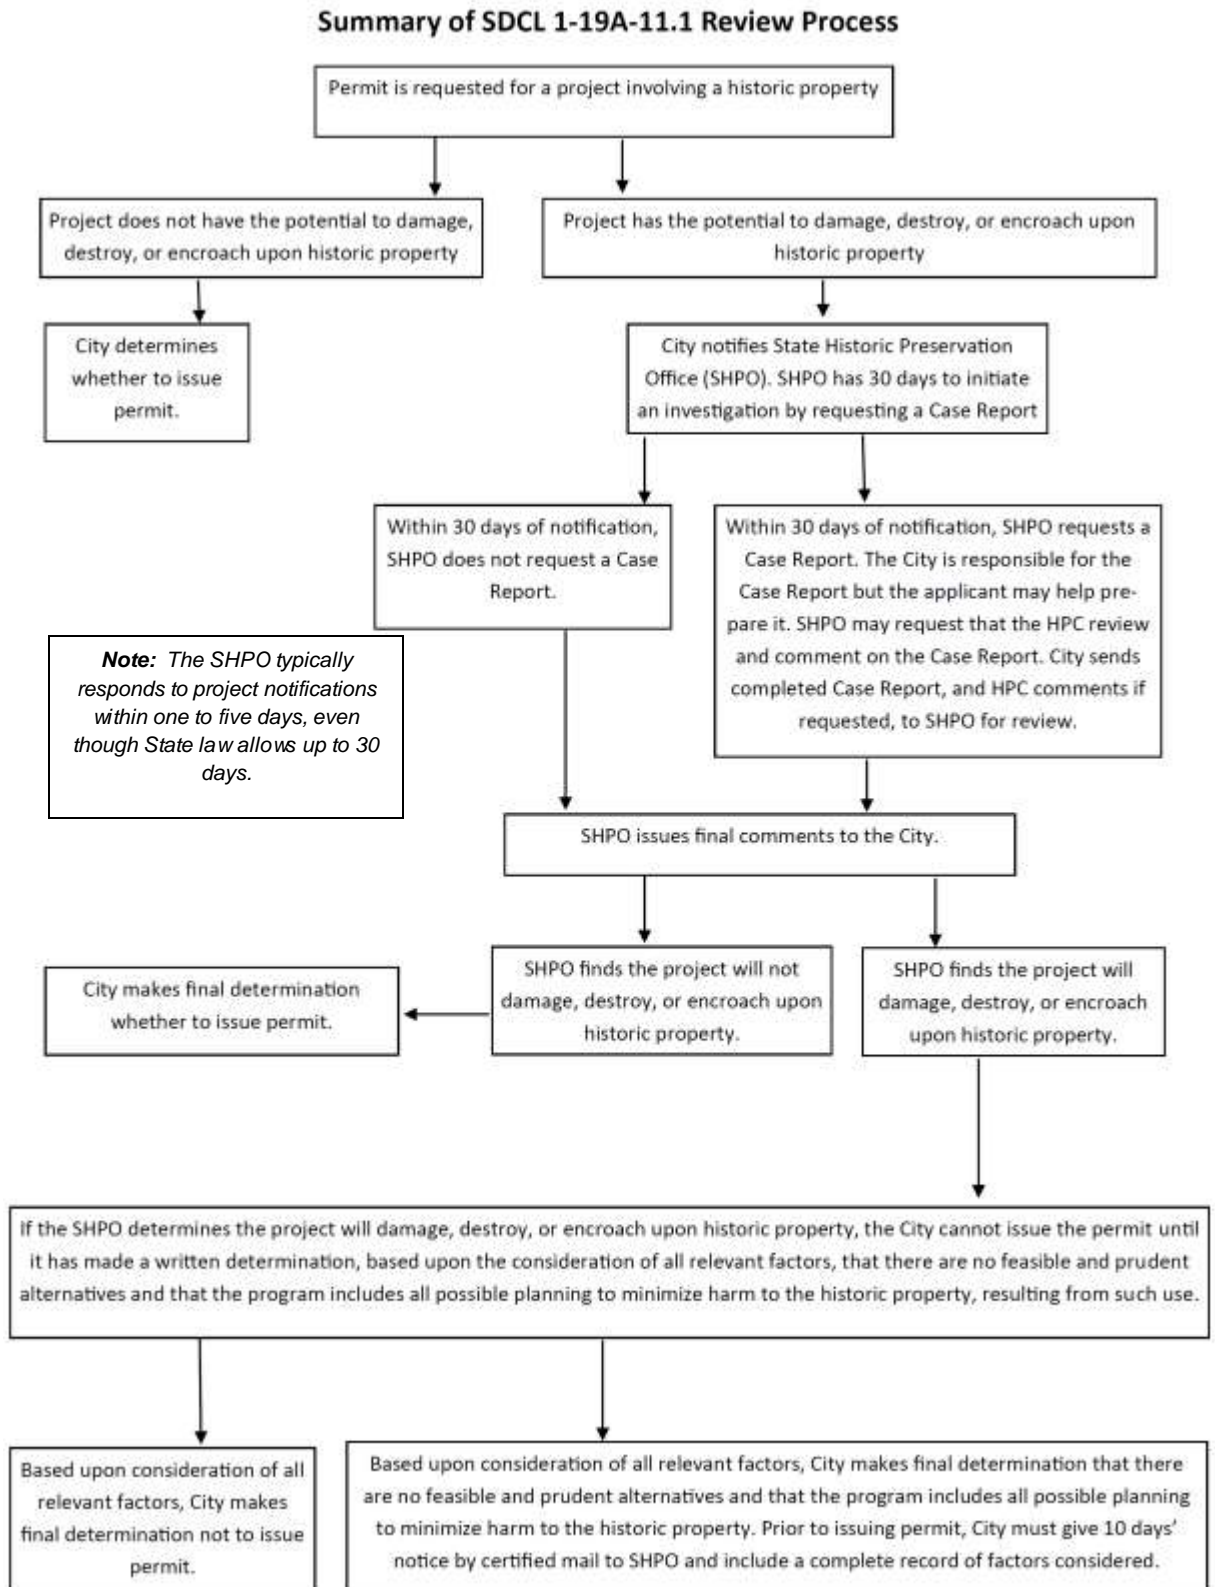 Summary of SDCL 1-19A-11.1 Review Process
Permit is requested for a project involving a historic property
Project does not have the potential to damage,
destroy, or encroach upon historic property
Project has the potential to damage, destroy, or encroach upon
historic property
City determines
whether to issue
permit.
City notifies State Historic Preservation
Office (SHPO). SHPO has 30 days to initiate
an investigation by requesting a Case Report
Within 30 days of notification,
SHPO does not request a Case
Report.
Within 30 days of notification, SHPO requests a
Case Report. The City is responsible for the
Case Report but the applicant may help pre-
pare it. SHPO may request that the HPC review
and comment on the Case Report. City sends
completed Case Report, and HPC comments if
requested, to SHPO for review.
Note: The SHPO typically
responds to project notifications
within one to five days, even
though State law allows up to 30
days.
SHPO issues final comments to the City.
City makes final determination
whether to issue permit.
SHPO finds the project will not
damage, destroy, or encroach upon
historic property.
SHPO finds the project will
damage, destroy, or encroach
upon historic property.
If the SHPO determines the project will damage, destroy, or encroach upon historic property, the City cannot issue the permit until
it has made a written determination, based upon the consideration of all relevant factors, that there are no feasible and prudent
alternatives and that the program includes all possible planning to minimize harm to the historic property, resulting from such use.
Based upon consideration of all
relevant factors, City makes
final determination not to issue
permit.
Based upon consideration of all relevant factors, City makes final determination that there
are no feasible and prudent alternatives and that the program includes all possible planning
to minimize harm to the historic property. Prior to issuing permit, City must give 10 days'
notice by certified mail to SHPO and include a complete record of factors considered.